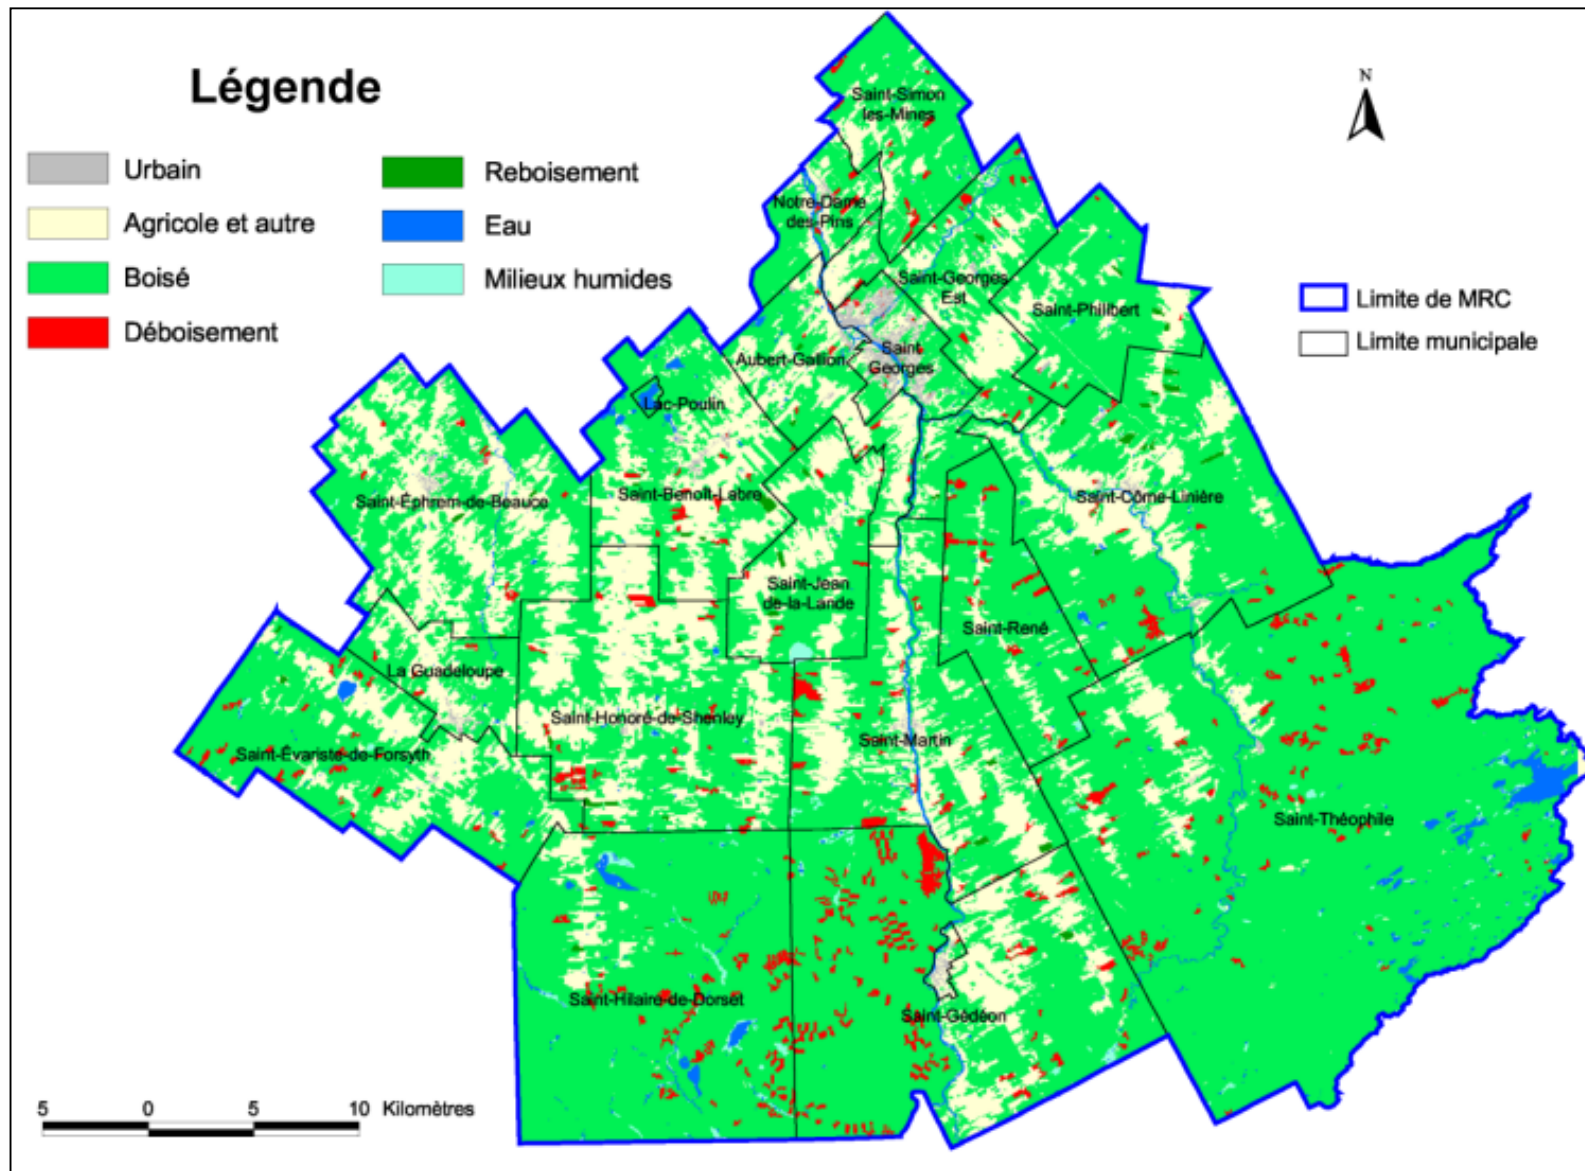 Légende
Urbain
Agricole et autre
Boisé
Déboisement
Reboisement
Eau
Milieux humides
N
Limite de MRC
Limite municipale
Saint-Simon
les-Mines
Notre-Dame
des-Pins
Saint-Georges
Est
Saint-Philibert
Saint
Georges
Aubert-Gallion
Lac-Poulin
Saint-Éphrem-de-Beauce
Saint-Benoît-Labre
Saint-Côme-Linière
Saint-Jean
de-la-Lande
Saint-René
La Guadeloupe
Saint-Honoré-de-Shenley
Saint-Martin
Saint-Évariste-de-Forsyth
Saint-Théophile
Saint-Hilaire-de-Dorset
Saint-Gédéon
5 0 5 10 Kilomètres